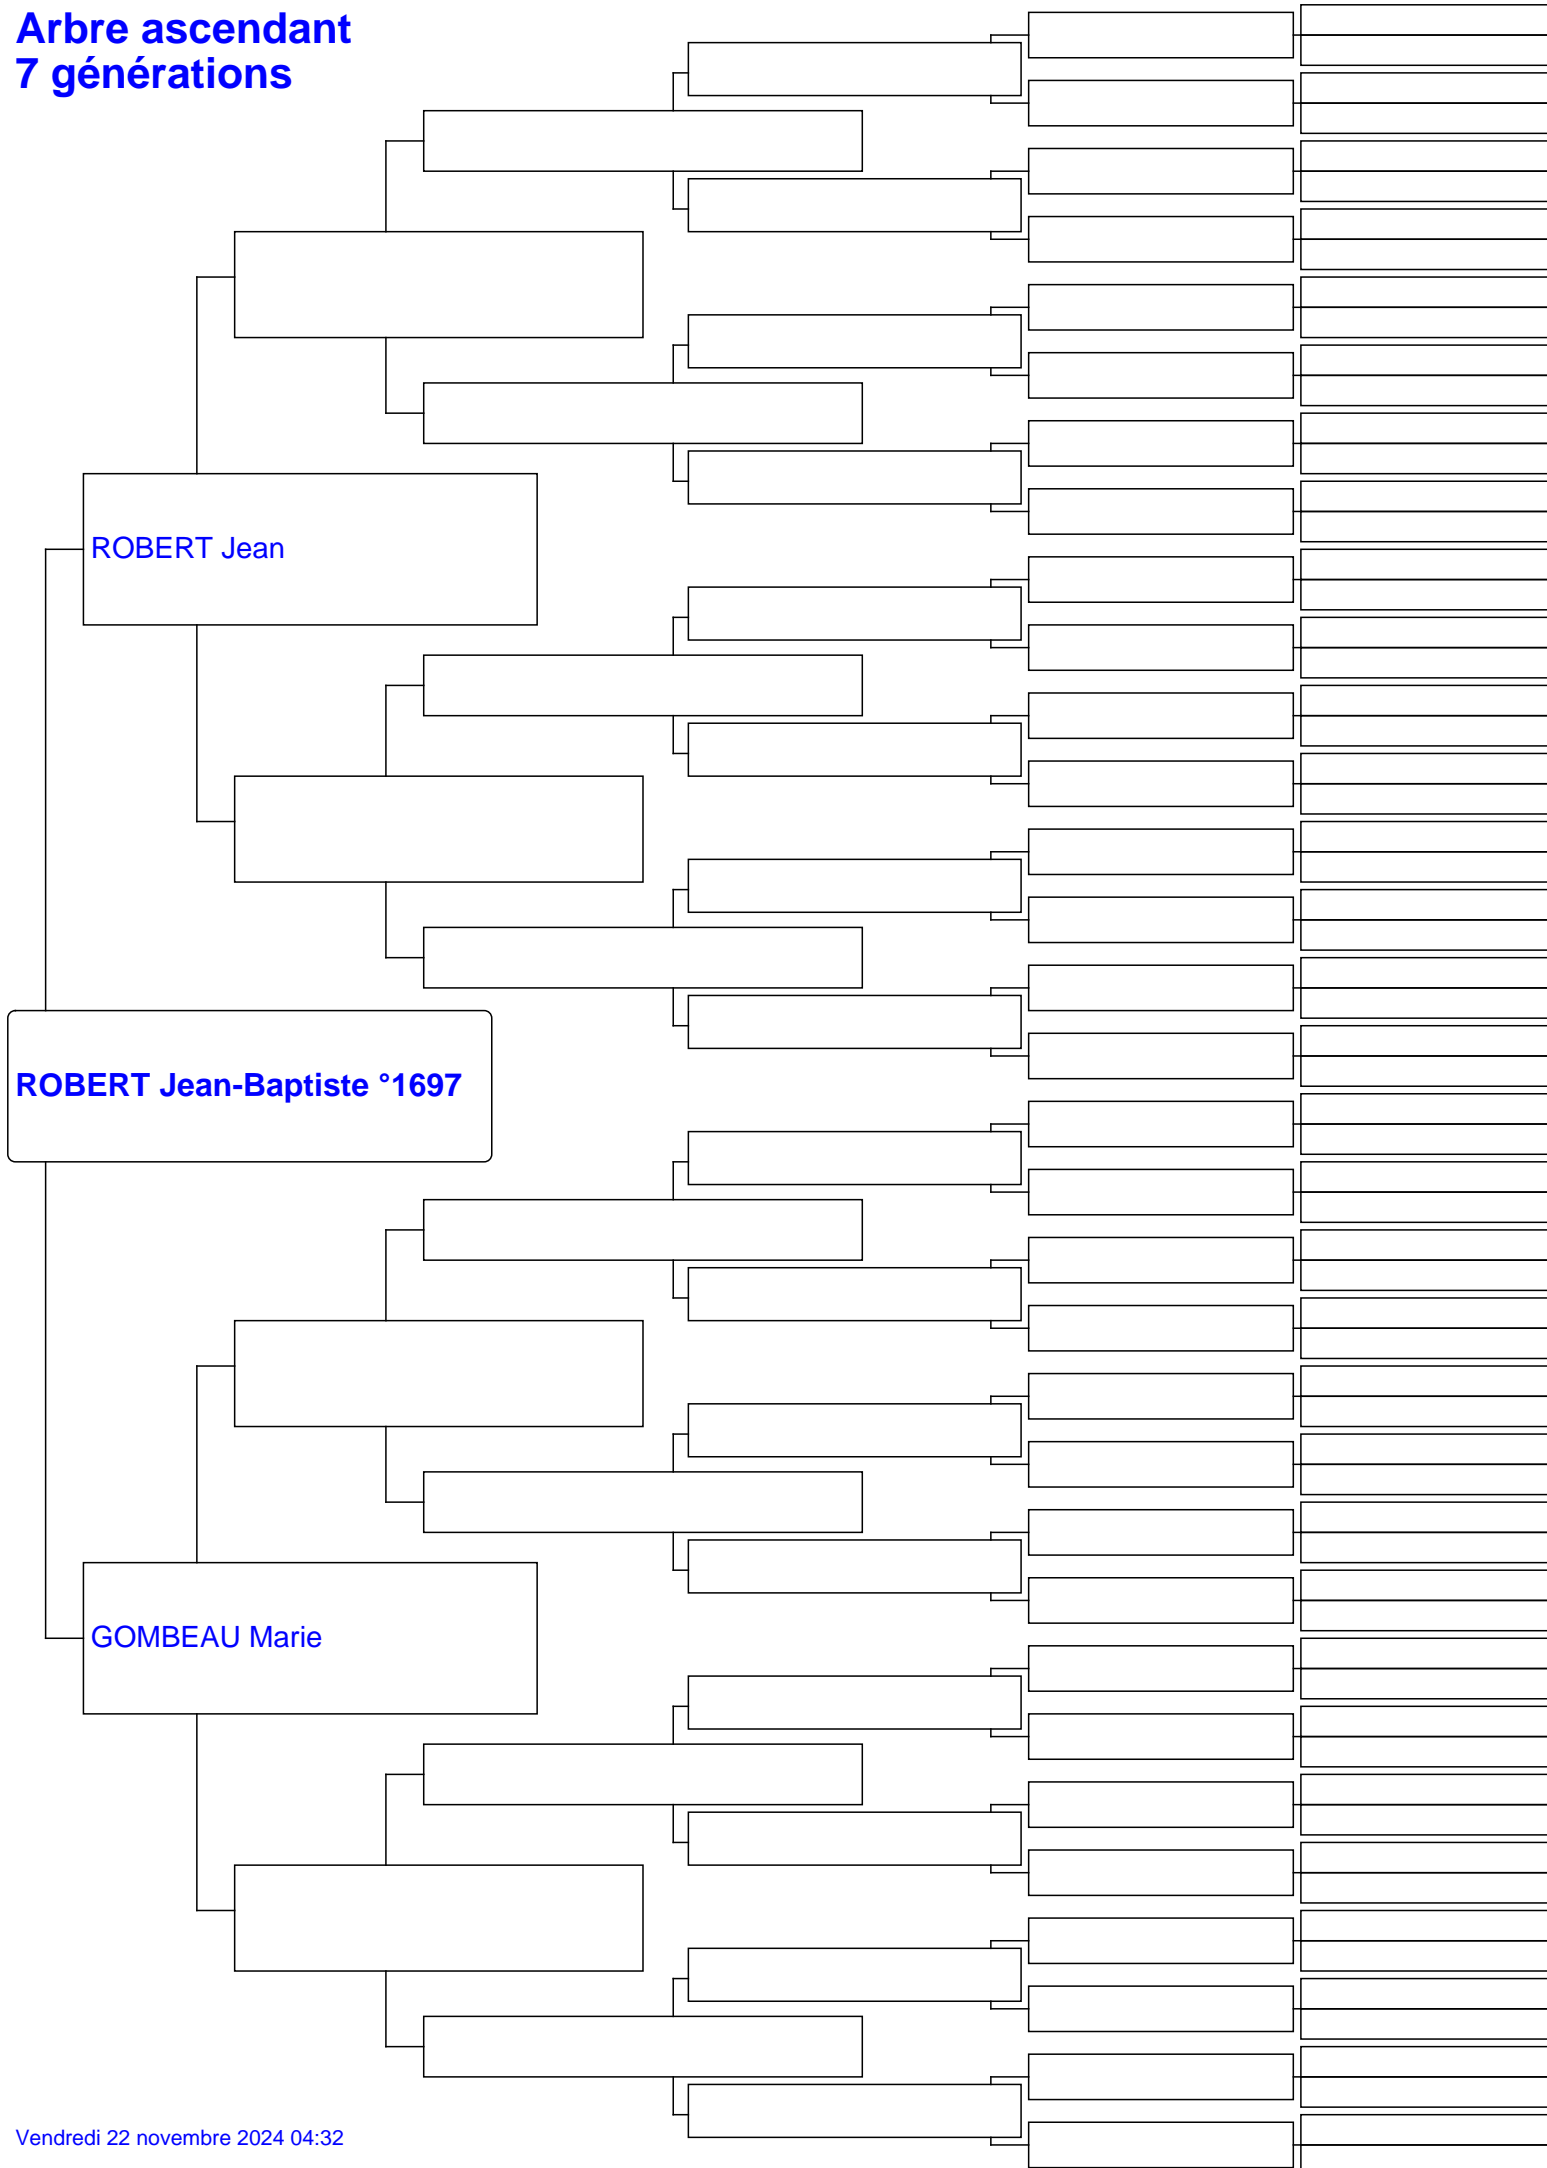 Arbre ascendant
7 générations
ROBERT Jean
ROBERT Jean-Baptiste °1697
GOMBEAU Marie
Vendredi 22 novembre 2024 04:32